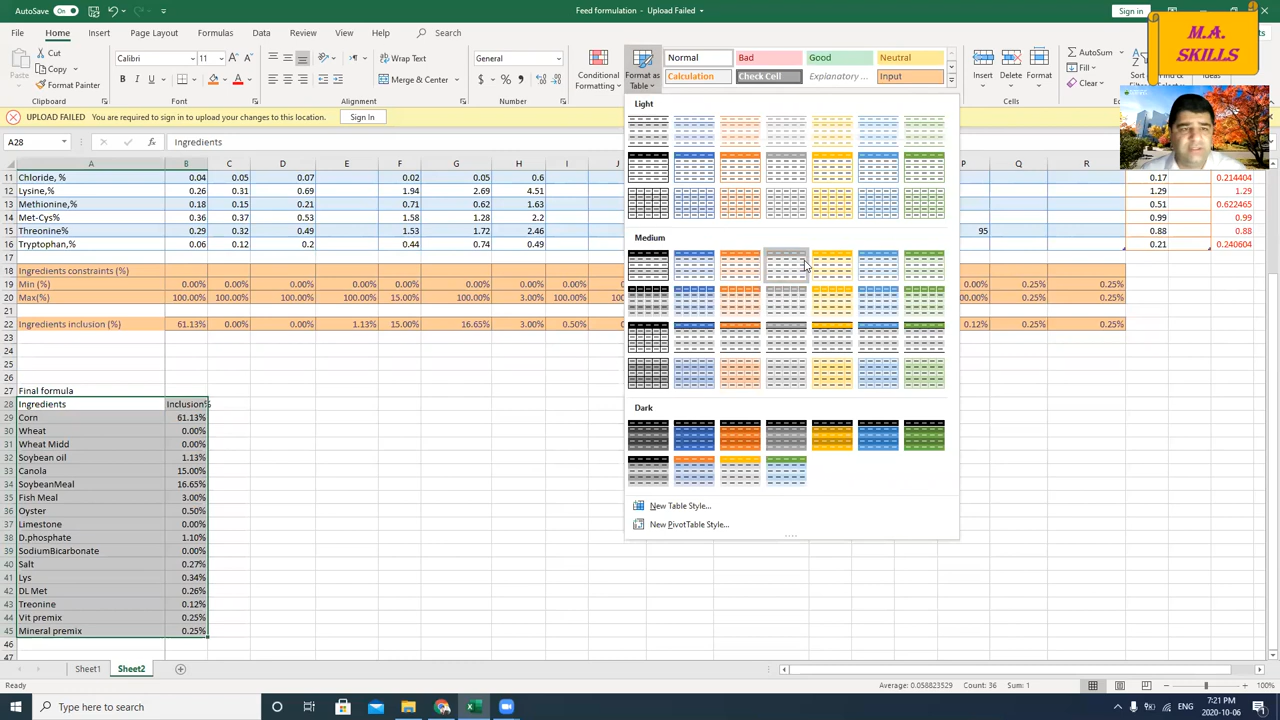 AutoSave Off
Feed formulation - Upload Failed
Sign in
M.A.
SKILLS
File Home Insert Page Layout Formulas Data Review View Help Search
Cut
Copy
Format Painter
Paste
Clipboard
Calibri 11
B I U
Font
Wrap Text
Merge & Center
Alignment
General
Number
Conditional Formatting
Format as Table
Normal Bad Good Neutral
Calculation Check Cell Explanatory ... Input
Insert Delete Format
Cells
AutoSum
Fill
Clear
Ideas
UPLOAD FAILED You are required to sign in to upload your changes to this location. Sign In
A28 Ingredients
A C D E G Q R
11 Chlorine,% 0.05 0.07 0.02 0.05 0.6 0.17 0.214404
12 Lysine,% 0.26 0.31 0.69 1.94 2.69 4.51 1.29 1.29
13 Methionine,% 0.18 0.15 0.21 0.71 0.62 1.63 0.51 0.622465
14 Met-Cys% 0.36 0.37 0.53 1.58 1.28 2.2 0.99 0.99
15 Threonine% 0.29 0.32 0.49 1.53 1.72 2.46 95 0.88 0.88
16 Tryptophan,% 0.06 0.12 0.2 0.44 0.74 0.49 0.21 0.240604
18 Ingredients constraints (%)
19 Min (%) 0.00% 0.00% 0.00% 0.00% 0.00% 0.00% 0.00% 0.00% 0.25% 0.25%
20 Max(%) 100.00% 100.00% 100.00% 100.00% 15.00% 100.00% 3.00% 100.00% 0.25% 0.25%
22 Ingredients inclusion (%) 61.13% 0.00% 0.00% 1.13% 15.00% 16.65% 3.00% 0.50% 0.12% 0.25% 0.25%
23
24
25
26
27 Final formula
28 Ingredients Inclusions
29 Corn 61.13%
30 Wheat 0.00%
31 Wheat Midd 0.00%
32 Soybean oil 1.13%
33 Canola 15.00%
34 Hypersoy 16.65%
35 Fish Meal 3.00%
36 Oyster 0.50%
37 Limestone 0.00%
38 Diphosphate 1.10%
39 SodiumBicarbonate 0.00%
40 Salt 0.27%
41 Lys 0.34%
42 DL Met 0.26%
43 Treonine 0.12%
44 Vit premix 0.25%
45 Mineral premix 0.25%
46
47
Light
Medium
Dark
New Table Style...
New PivotTable Style...
Sheet1 Sheet2
Ready
Average: 0.058823529 Count: 36 Sum: 1 100%
Type here to search
ENG
7:21 PM
2020-10-06